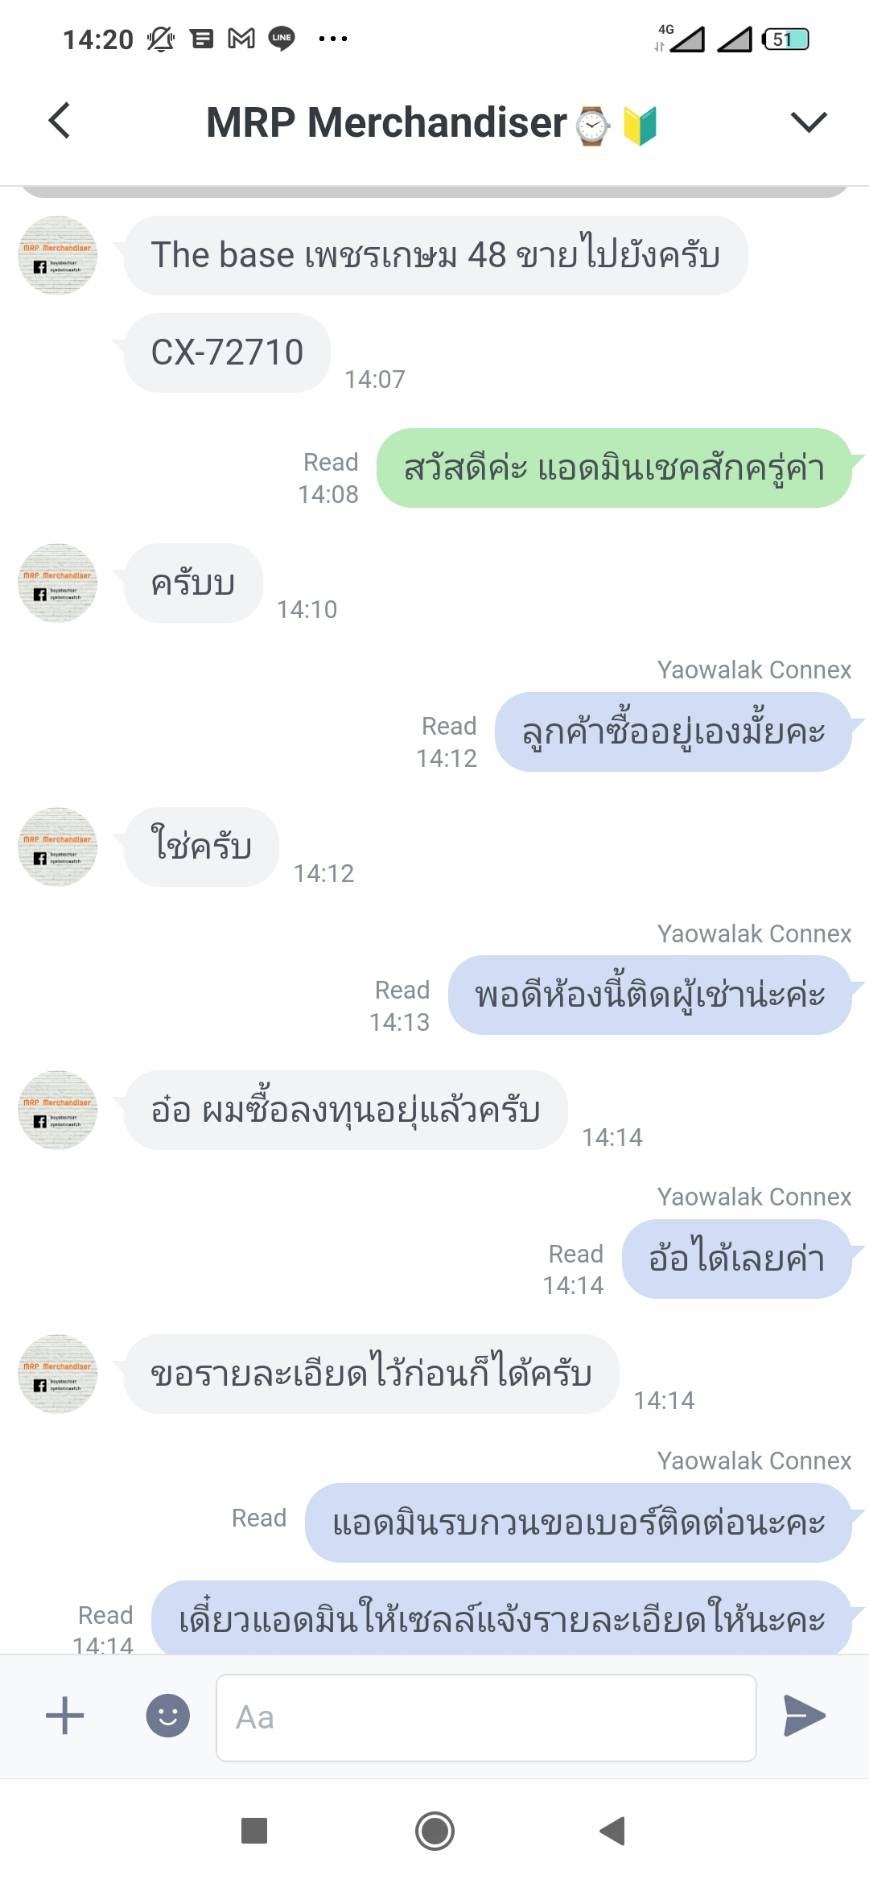 14:20
LINE
4G
51
MRP Merchandiser
MRP Merchandiser
The base เพชรเกษม 48 ขายไปยังครับ
CX-72710
14:07
Read
14:08
สวัสดีค่ะ แอดมินเชคสักครู่ค่า
MRP Merchandiser
ครับบ
14:10
Yaowalak Connex
Read
14:12
ลูกค้าซื้ออยู่เองมั้ยคะ
MRP Merchandiser
ใช่ครับ
14:12
Yaowalak Connex
Read
14:13
พอดีห้องนี้ติดผู้เช่าน่ะค่ะ
MRP Merchandiser
อ๋อ ผมซื้อลงทุนอยุ่แล้วครับ
14:14
Yaowalak Connex
Read
14:14
อ้อได้เลยค่า
MRP Merchandiser
ขอรายละเอียดไว้ก่อนก็ได้ครับ
14:14
Yaowalak Connex
Read
แอดมินรบกวนขอเบอร์ติดต่อนะคะ
Read
14:14
เดี๋ยวแอดมินให้เซลล์แจ้งรายละเอียดให้นะคะ
Aa